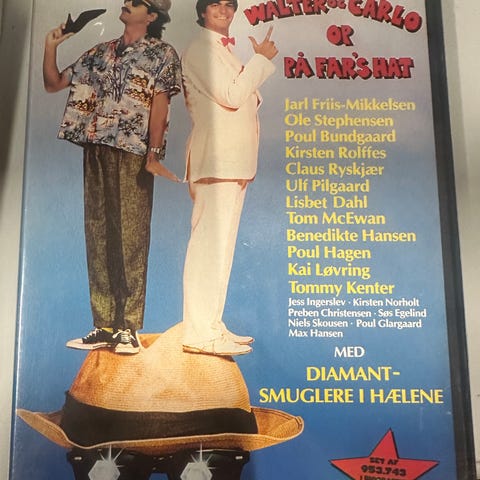 WALTER OG CARLO
OP
PÅ FAR'S HAT
Jarl Friis-Mikkelsen
Ole Stephensen
Poul Bundgaard
Kirsten Rolffes
Claus Ryskjær
Ulf Pilgaard
Lisbet Dahl
Tom McEwan
Benedikte Hansen
Poul Hagen
Kai Løvring
Tommy Kenter
Jess Ingerslev · Kirsten Norholt
Preben Christensen · Søs Egelind
Niels Skousen · Poul Glargaard
Max Hansen
MED
DIAMANT-
SMUGLERE I HÆLENE
SET AF
953.743